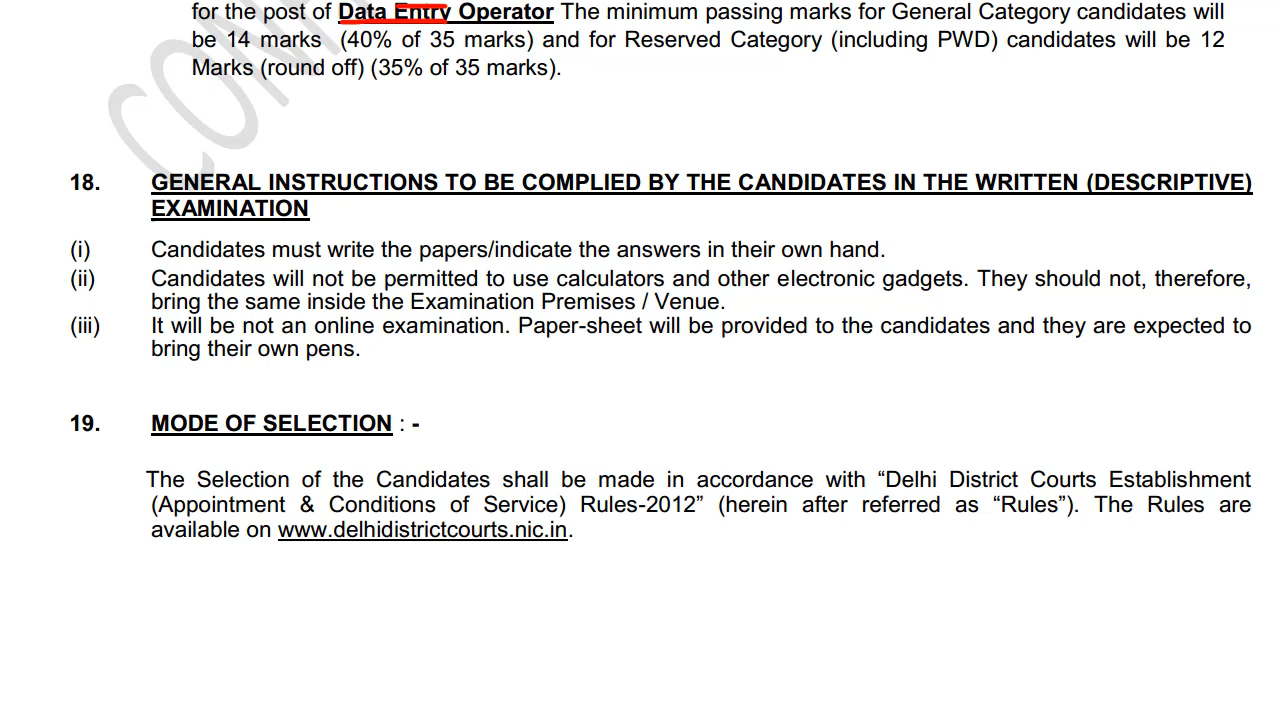 for the post of Data Entry Operator The minimum passing marks for General Category candidates will
be 14 marks (40% of 35 marks) and for Reserved Category (including PWD) candidates will be 12
Marks (round off) (35% of 35 marks).
18. GENERAL INSTRUCTIONS TO BE COMPLIED BY THE CANDIDATES IN THE WRITTEN (DESCRIPTIVE)
EXAMINATION
(i) Candidates must write the papers/indicate the answers in their own hand.
(ii) Candidates will not be permitted to use calculators and other electronic gadgets. They should not, therefore,
bring the same inside the Examination Premises / Venue.
(iii) It will be not an online examination. Paper-sheet will be provided to the candidates and they are expected to
bring their own pens.
19. MODE OF SELECTION : -
The Selection of the Candidates shall be made in accordance with “Delhi District Courts Establishment
(Appointment & Conditions of Service) Rules-2012” (herein after referred as “Rules”). The Rules are
available on www.delhidistrictcourts.nic.in.